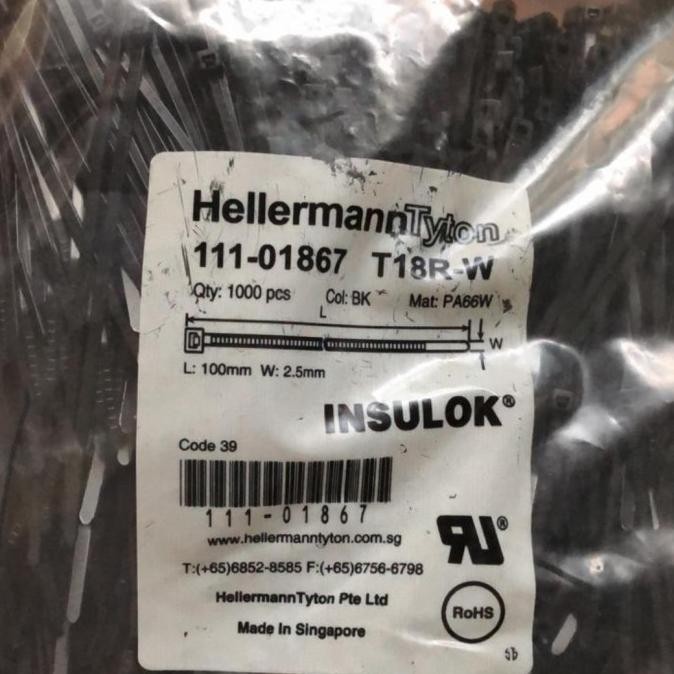 HellermannTyton
111-01867 T18R-W
Qty: 1000 pcs Col: BK Mat: PA66W
L
W
L: 100mm W: 2.5mm
INSULOK®
Code 39
111-01867
www.hellermanntyton.com.sg
T:(+65)6852-8585 F:(+65)6756-6798
HellermannTyton Pte Ltd
Made In Singapore
RU®
RoHS